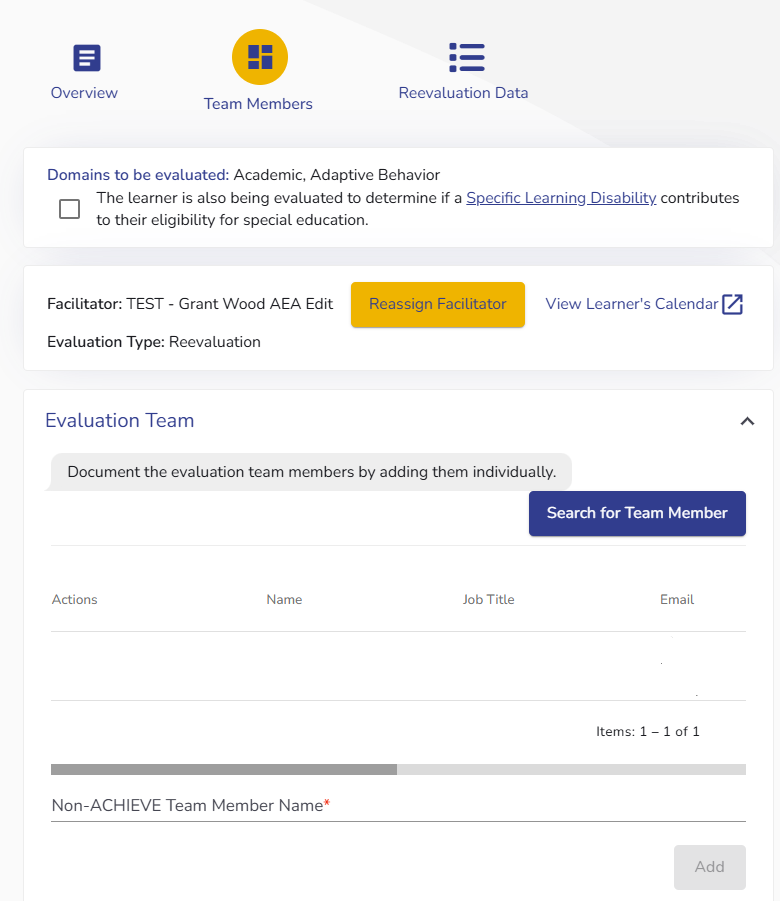 Overview
Team Members
Reevaluation Data
Domains to be evaluated: Academic, Adaptive Behavior
The learner is also being evaluated to determine if a Specific Learning Disability contributes
to their eligibility for special education.
Facilitator: TEST - Grant Wood AEA Edit
Reassign Facilitator
View Learner's Calendar
Evaluation Type: Reevaluation
Evaluation Team
Document the evaluation team members by adding them individually.
Search for Team Member
Actions Name Job Title Email
Items: 1 – 1 of 1
Non-ACHIEVE Team Member Name*
Add